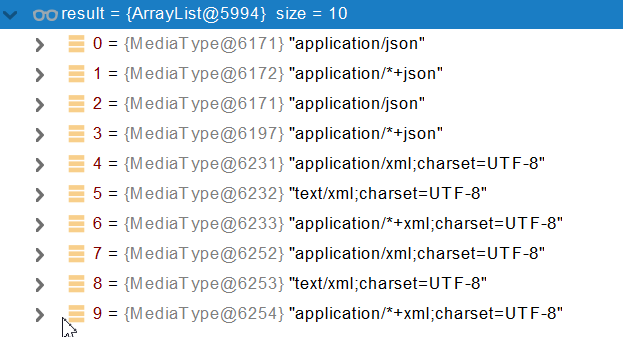 result = {ArrayList@5994} size = 10
0 = {MediaType@6171} "application/json"
1 = {MediaType@6172} "application/*+json"
2 = {MediaType@6171} "application/json"
3 = {MediaType@6197} "application/*+json"
4 = {MediaType@6231} "application/xml;charset=UTF-8"
5 = {MediaType@6232} "text/xml;charset=UTF-8"
6 = {MediaType@6233} "application/*+xml;charset=UTF-8"
7 = {MediaType@6252} "application/xml;charset=UTF-8"
8 = {MediaType@6253} "text/xml;charset=UTF-8"
9 = {MediaType@6254} "application/*+xml;charset=UTF-8"